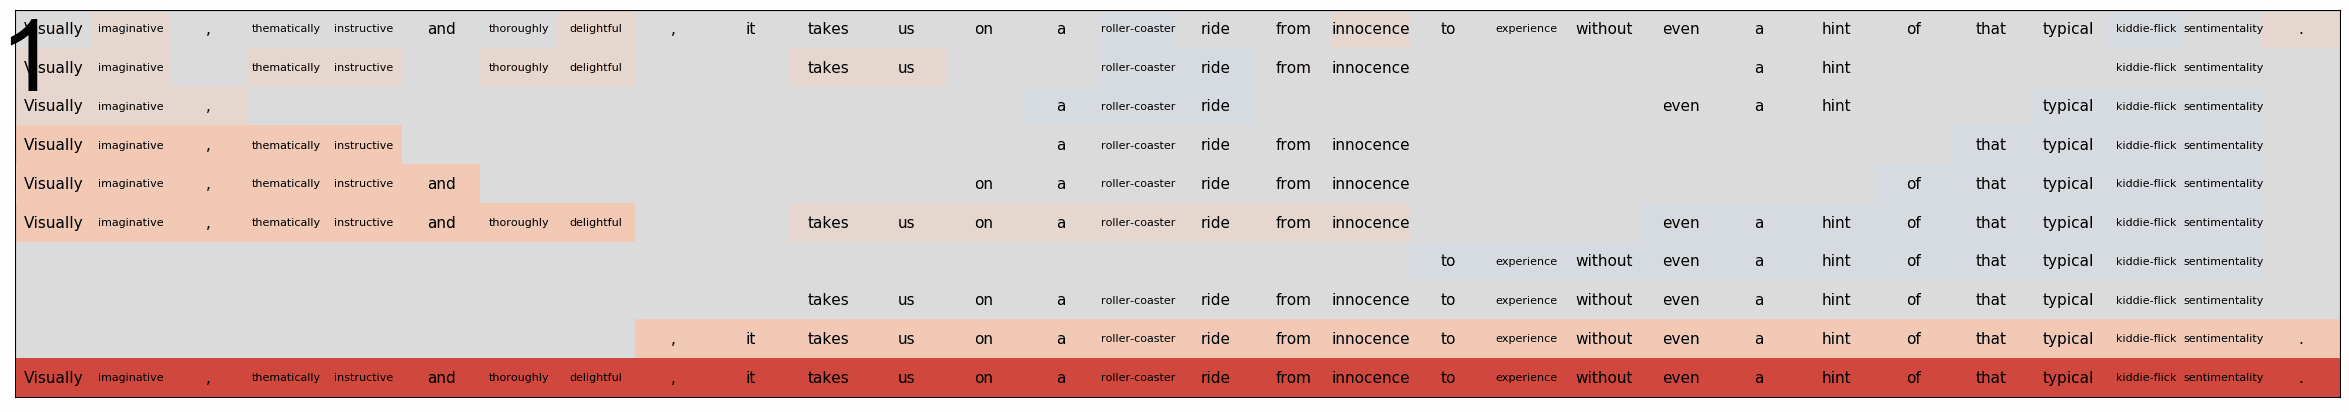 1
Visually imaginative , thematically instructive and thoroughly delightful , it takes us on a roller-coaster ride from innocence to experience without even a hint of that typical kiddie-flick sentimentality .
Visually imaginative thematically instructive thoroughly delightful takes us roller-coaster ride from innocence a hint kiddie-flick sentimentality
Visually imaginative , a roller-coaster ride even a hint typical kiddie-flick sentimentality
Visually imaginative , thematically instructive a roller-coaster ride from innocence that typical kiddie-flick sentimentality
Visually imaginative , thematically instructive and on a roller-coaster ride from innocence of that typical kiddie-flick sentimentality
Visually imaginative , thematically instructive and thoroughly delightful takes us on a roller-coaster ride from innocence even a hint of that typical kiddie-flick sentimentality
to experience without even a hint of that typical kiddie-flick sentimentality
takes us on a roller-coaster ride from innocence to experience without even a hint of that typical kiddie-flick sentimentality
, it takes us on a roller-coaster ride from innocence to experience without even a hint of that typical kiddie-flick sentimentality .
Visually imaginative , thematically instructive and thoroughly delightful , it takes us on a roller-coaster ride from innocence to experience without even a hint of that typical kiddie-flick sentimentality .